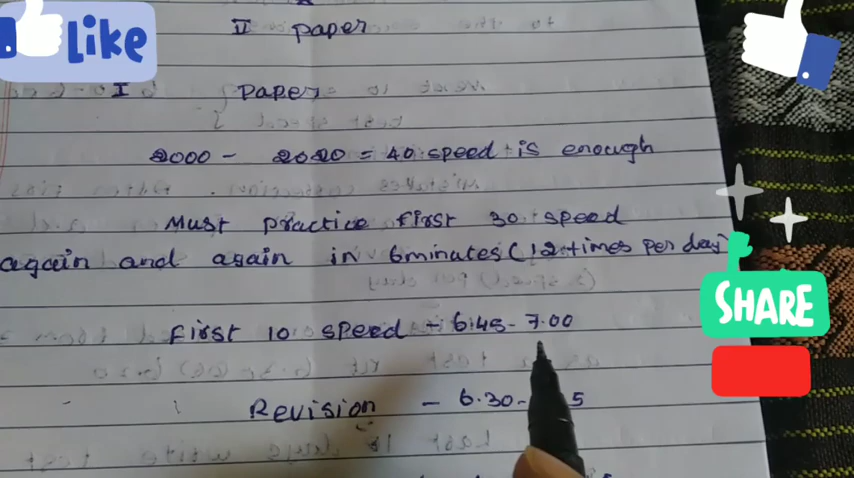 Like
II paper
I paper
2000 - 2020 = 40 speed is enough
Must practice first 30 speed
again and again in 6minutes (12 times per day)
SHARE
First 10 speed - 6.45 - 7.00
Revision - 6.30 - 5